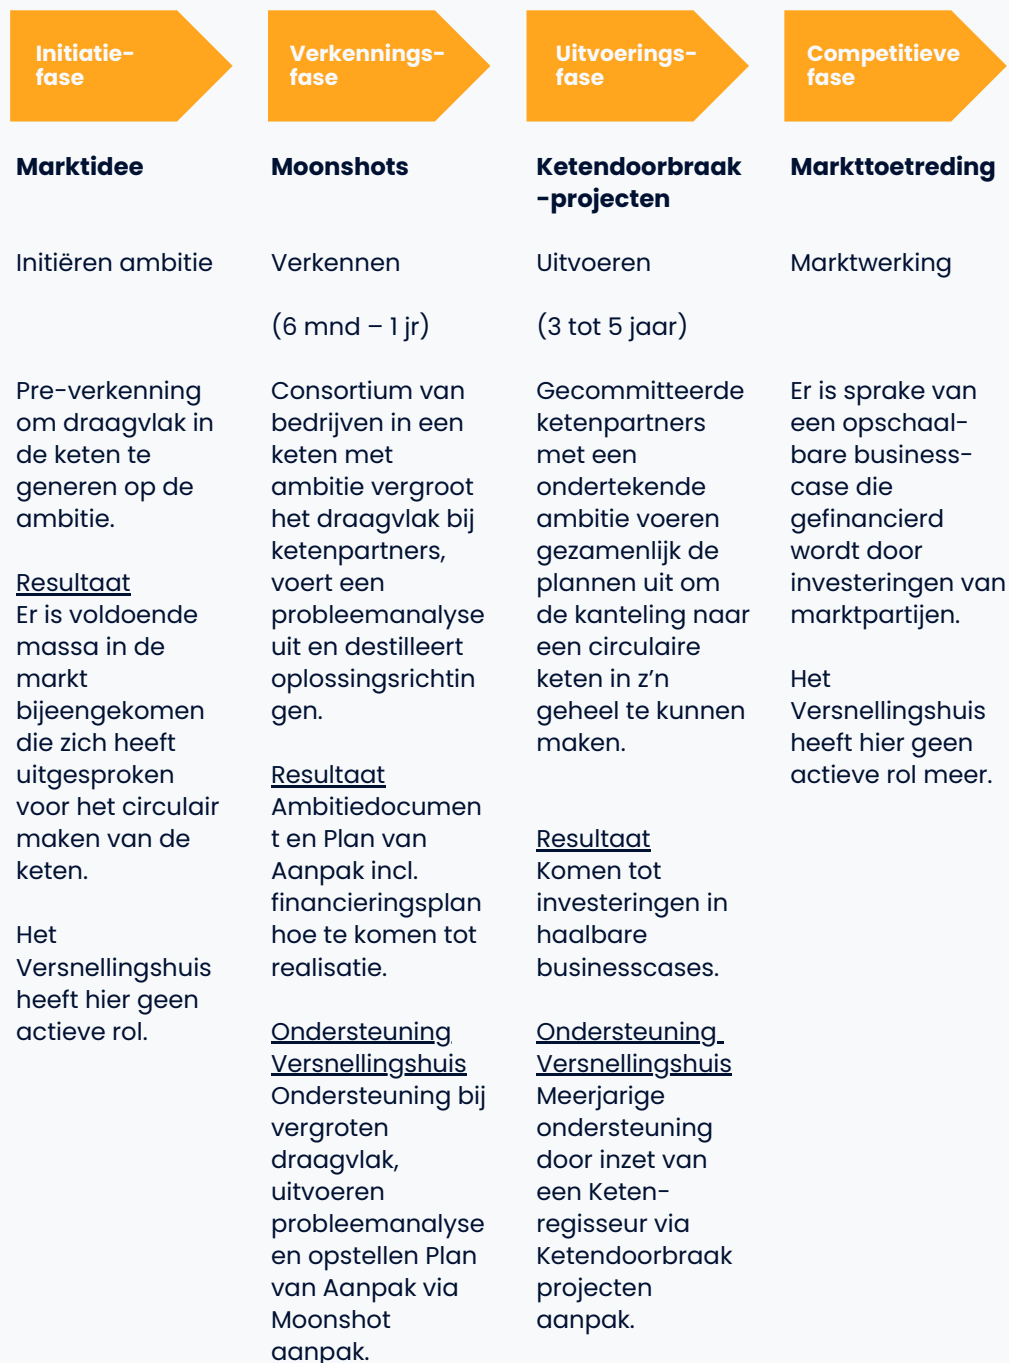 Initiatie-
fase
Verkennings-
fase
Uitvoerings-
fase
Competitieve
fase
Marktidee
Initiëren ambitie
Pre-verkenning
om draagvlak in
de keten te
generen op de
ambitie.
Resultaat
Er is voldoende
massa in de
markt
bijeengekomen
die zich heeft
uitgesproken
voor het circulair
maken van de
keten.
Het
Versnellingshuis
heeft hier geen
actieve rol.
Moonshots
Verkennen
(6 mnd – 1 jr)
Consortium van
bedrijven in een
keten met
ambitie vergroot
het draagvlak bij
ketenpartners,
voert een
probleemanalyse
uit en destilleert
oplossingsrichtin
gen.
Resultaat
Ambitiedocumen
t en Plan van
Aanpak incl.
financieringsplan
hoe te komen tot
realisatie.
Ondersteuning
Versnellingshuis
Ondersteuning bij
vergroten
draagvlak,
uitvoeren
probleemanalyse
en opstellen Plan
van Aanpak via
Moonshot
aanpak.
Ketendoorbraak
-projecten
Uitvoeren
(3 tot 5 jaar)
Gecommitteerde
ketenpartners
met een
ondertekende
ambitie voeren
gezamenlijk de
plannen uit om
de kanteling naar
een circulaire
keten in z'n
geheel te kunnen
maken.
Resultaat
Komen tot
investeringen in
haalbare
businesscases.
Ondersteuning
Versnellingshuis
Meerjarige
ondersteuning
door inzet van
een Keten-
regisseur via
Ketendoorbraak
projecten
aanpak.
Markttoetreding
Marktwerking
Er is sprake van
een opschaal-
bare business-
case die
gefinancierd
wordt door
investeringen van
marktpartijen.
Het
Versnellingshuis
heeft hier geen
actieve rol meer.